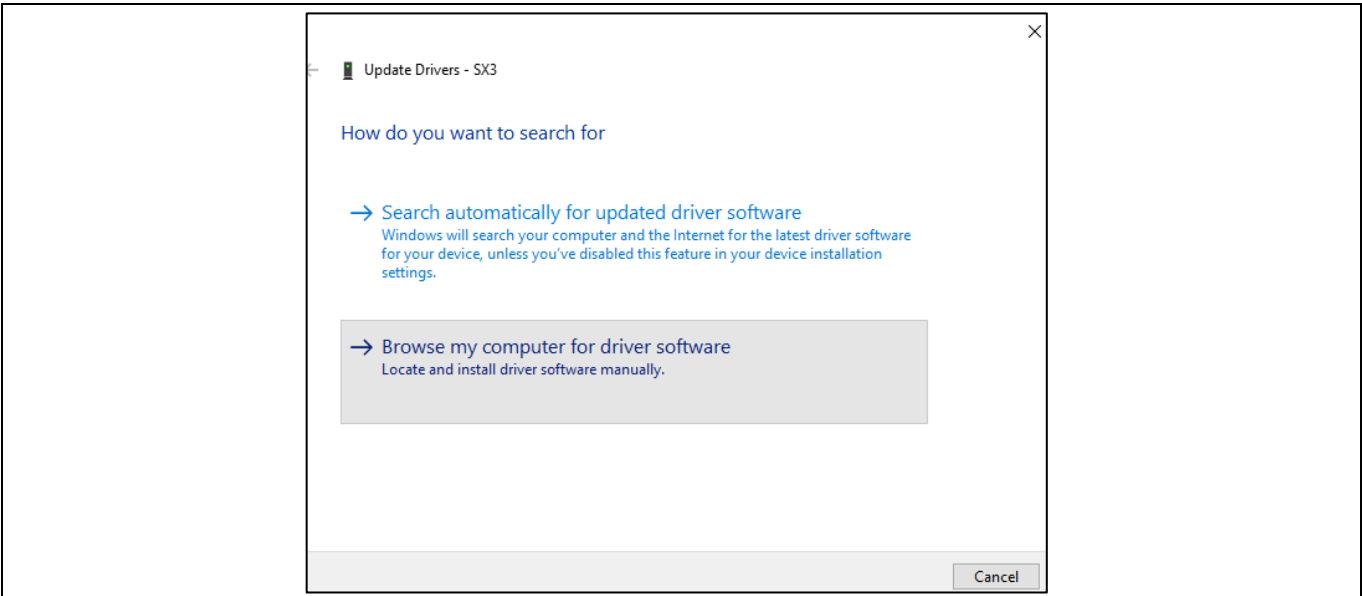 Update Drivers - SX3
How do you want to search for
Search automatically for updated driver software
Windows will search your computer and the Internet for the latest driver software
for your device, unless you've disabled this feature in your device installation
settings.
Browse my computer for driver software
Locate and install driver software manually.
Cancel